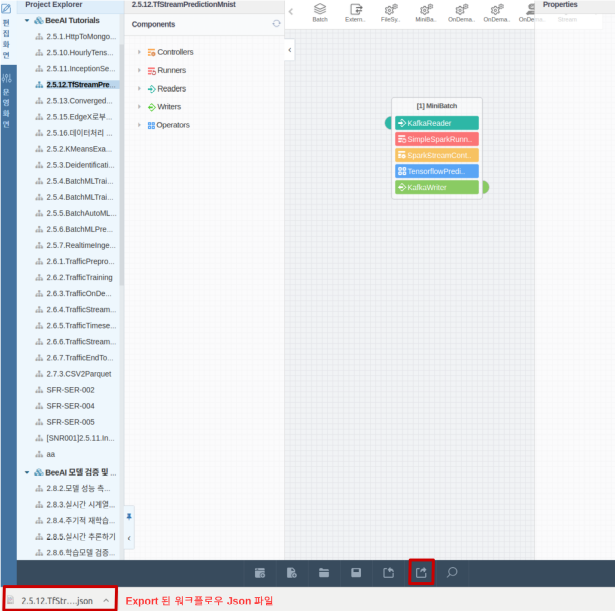 Project Explorer
2.5.12.TfStreamPredictionMnist
Properties
편집화면
운영화면
BeeAI Tutorials
2.5.1.HttpToMongo...
2.5.10.HourlyTens...
2.5.11.InceptionSe...
2.5.12.TfStreamPre...
2.5.13.Converged...
2.5.15.EdgeX로부...
2.5.16.데이터처리 ...
2.5.2.KMeansExa...
2.5.3.Deidentificati...
2.5.4.BatchMLTrai...
2.5.4.BatchMLTrai...
2.5.5.BatchAutoML...
2.5.6.BatchMLPre...
2.5.7.RealtimeInge...
2.6.1.TrafficPrepro...
2.6.2.TrafficTraining
2.6.3.TrafficOnDe...
2.6.4.TrafficStream...
2.6.5.TrafficTimese...
2.6.6.TrafficStream...
2.6.7.TrafficEndTo...
2.7.3.CSV2Parquet
SFR-SER-002
SFR-SER-004
SFR-SER-005
[SNR001]2.5.11.In...
aa
BeeAI 모델 검증 및 ...
2.8.2.모델 성능 측...
2.8.3.실시간 시계열...
2.8.4.주기적 재학습...
2.8.5.실시간 추론하기
2.8.6.학습모델 검증...
Components
Controllers
Runners
Readers
Writers
Operators
Batch
Extern..
FileSy..
MiniBa..
OnDema..
OnDema..
Stream
[1] MiniBatch
KafkaReader
SimpleSparkRunn..
SparkStreamCont..
TensorflowPredi..
KafkaWriter
2.5.12.TfStr....json
Export 된 워크플로우 Json 파일